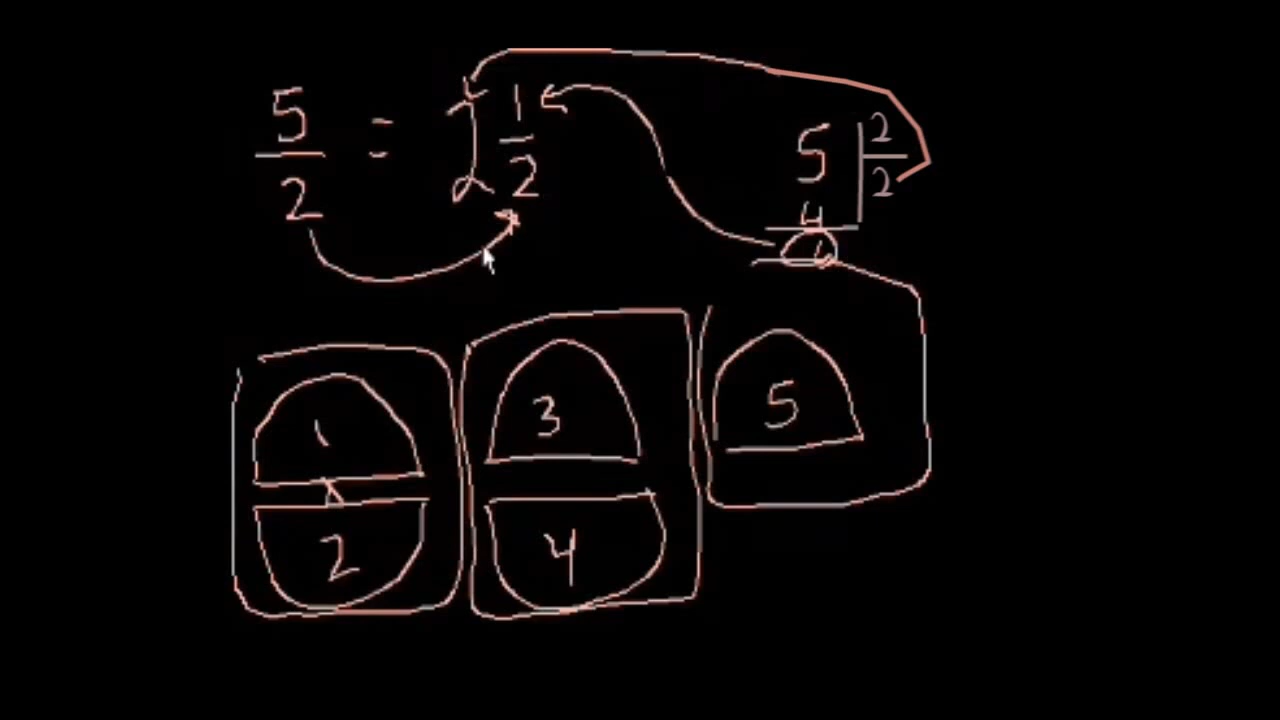 5/2 = 2 1/2
5 | 2
4 | 2
1
1 3 5
2 4